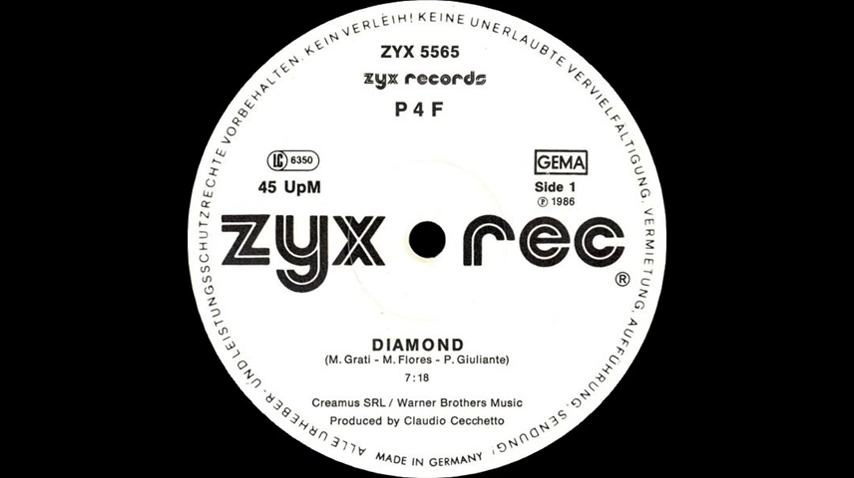 ALLE URHEBER- UND LEISTUNGSSCHUTZRECHTE VORBEHALTEN. KEIN VERLEIH! KEINE UNERLAUBTE VERVIELFÄLTIGUNG, VERMIETUNG, AUFFÜHRUNG, SENDUNG!
ZYX 5565
zyx records
P 4 F
LC 6350
GEMA
45 UpM
Side 1
℗ 1986
zyx rec ®
DIAMOND
(M. Grati - M. Flores - P. Giuliante)
7:18
Creamus SRL / Warner Brothers Music
Produced by Claudio Cecchetto
MADE IN GERMANY